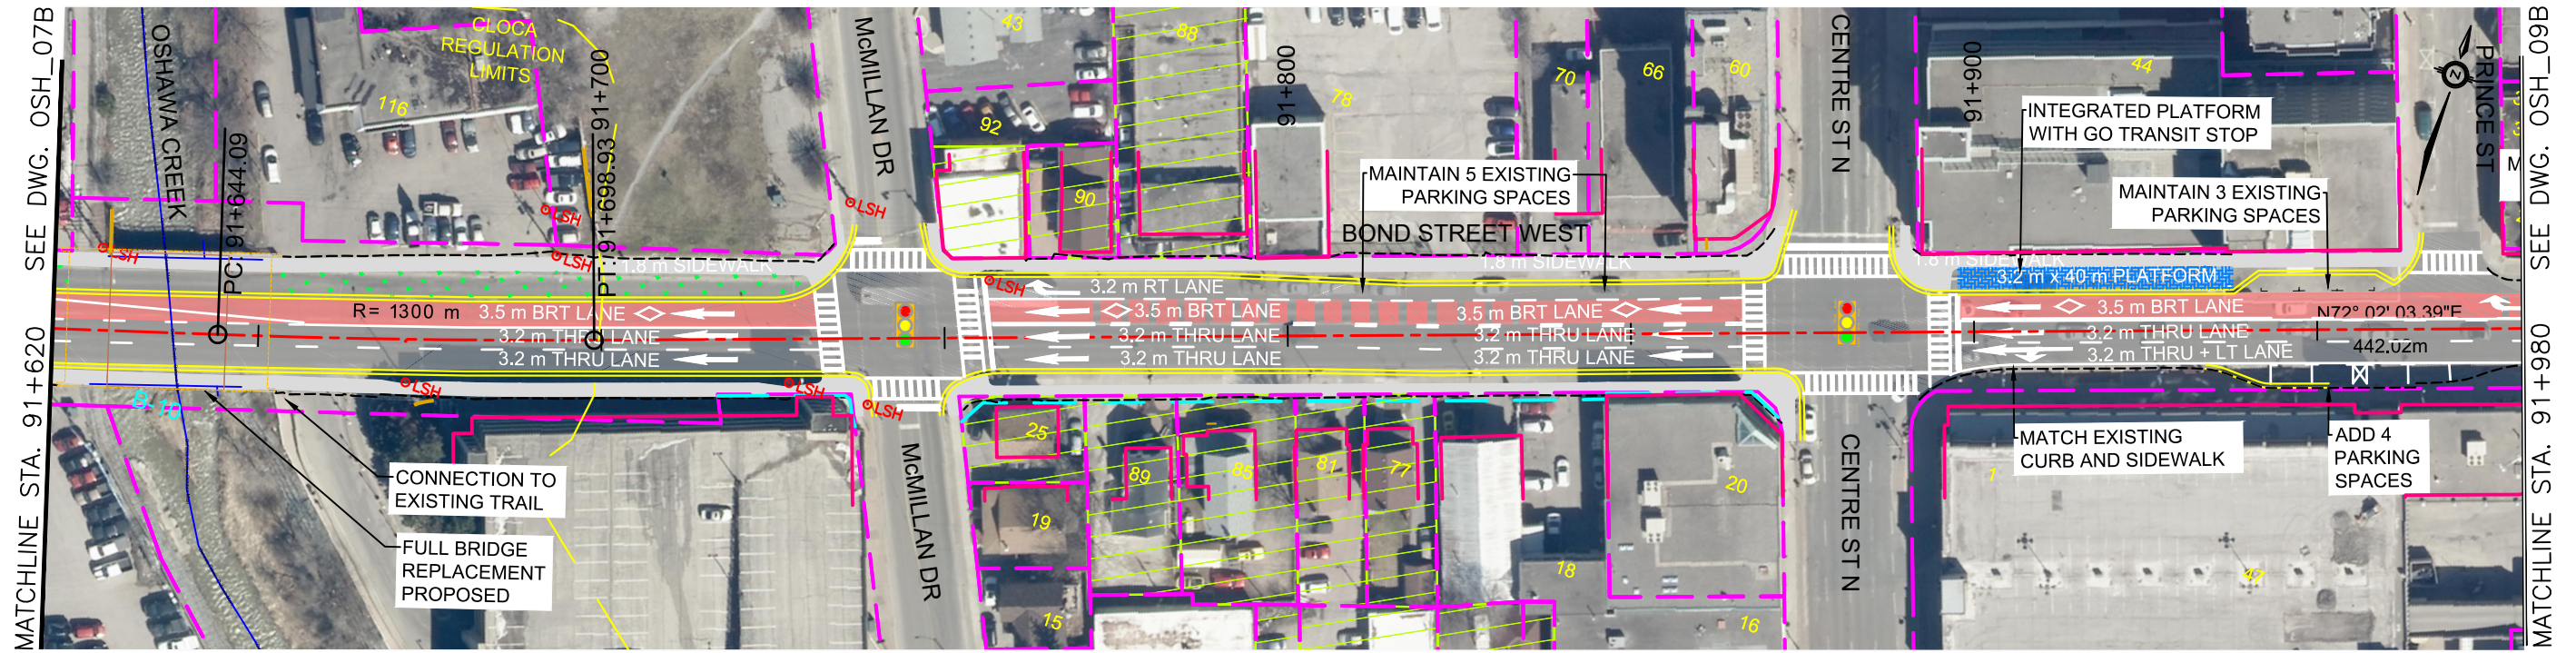 MATCHLINE STA. 91+620 SEE DWG. OSH_07B
OSHAWA CREEK
CLOCA
REGULATION
LIMITS
116
PC: 91+644.09
PT: 91+698.93
91+700
McMILLAN DR
43
88
92
90
91+800
78
70
66
60
CENTRE ST N
91+900
44
PRINCE ST
N
INTEGRATED PLATFORM
WITH GO TRANSIT STOP
MAINTAIN 5 EXISTING
PARKING SPACES
MAINTAIN 3 EXISTING
PARKING SPACES
BOND STREET WEST
LSH
LSH
LSH
LSH
LSH
1.8 m SIDEWALK
1.8 m SIDEWALK
1.8 m SIDEWALK
3.2 m x 40 m PLATFORM
3.2 m RT LANE
R= 1300 m
3.5 m BRT LANE
3.5 m BRT LANE
3.5 m BRT LANE
3.5 m BRT LANE
N72° 02' 03.39"E
3.2 m THRU LANE
3.2 m THRU LANE
3.2 m THRU LANE
3.2 m THRU LANE
442.02m
3.2 m THRU LANE
3.2 m THRU LANE
3.2 m THRU LANE
3.2 m THRU + LT LANE
LSH
LSH
LSH
B-10
CONNECTION TO
EXISTING TRAIL
FULL BRIDGE
REPLACEMENT
PROPOSED
McMILLAN DR
25
89
85
81
77
19
15
18
20
16
CENTRE ST N
MATCH EXISTING
CURB AND SIDEWALK
ADD 4
PARKING
SPACES
1
47
MATCHLINE STA. 91+980 SEE DWG. OSH_09B